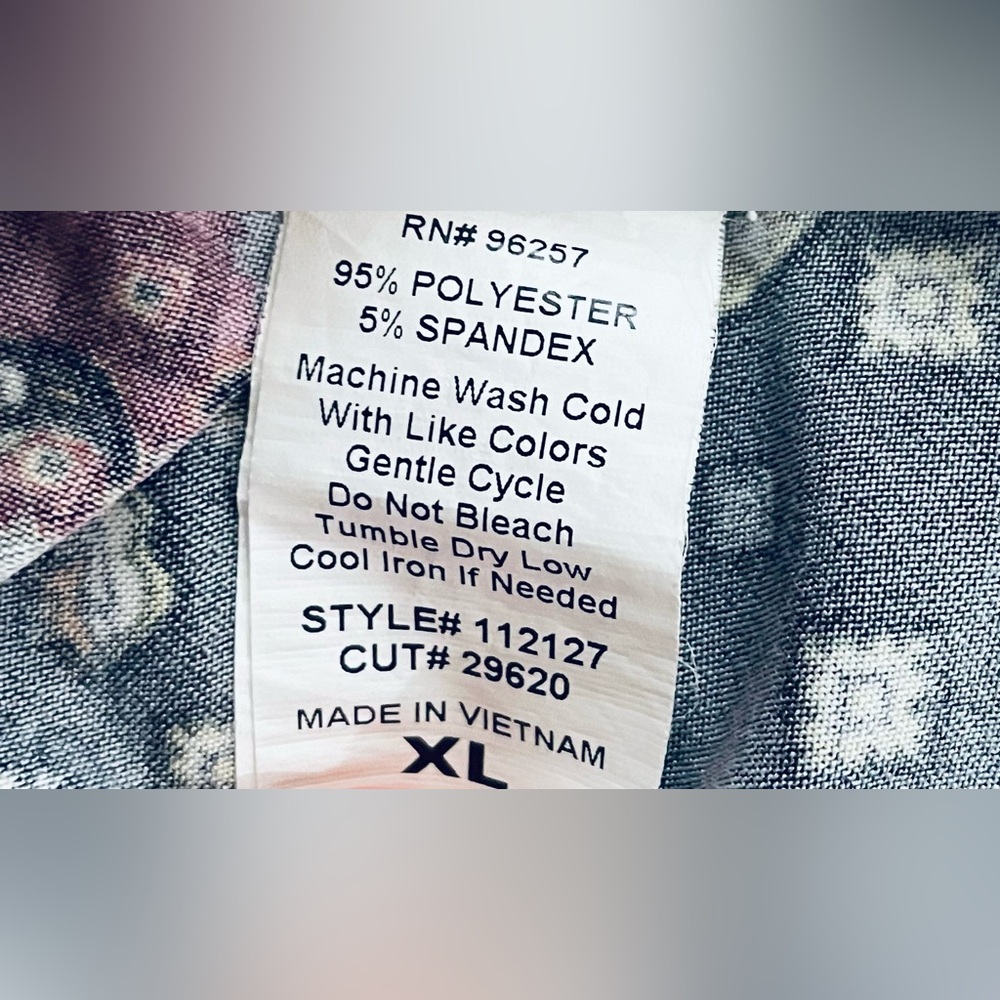 RN# 96257
95% POLYESTER
5% SPANDEX
Machine Wash Cold
With Like Colors
Gentle Cycle
Do Not Bleach
Tumble Dry Low
Cool Iron If Needed
STYLE# 112127
CUT# 29620
MADE IN VIETNAM
XL